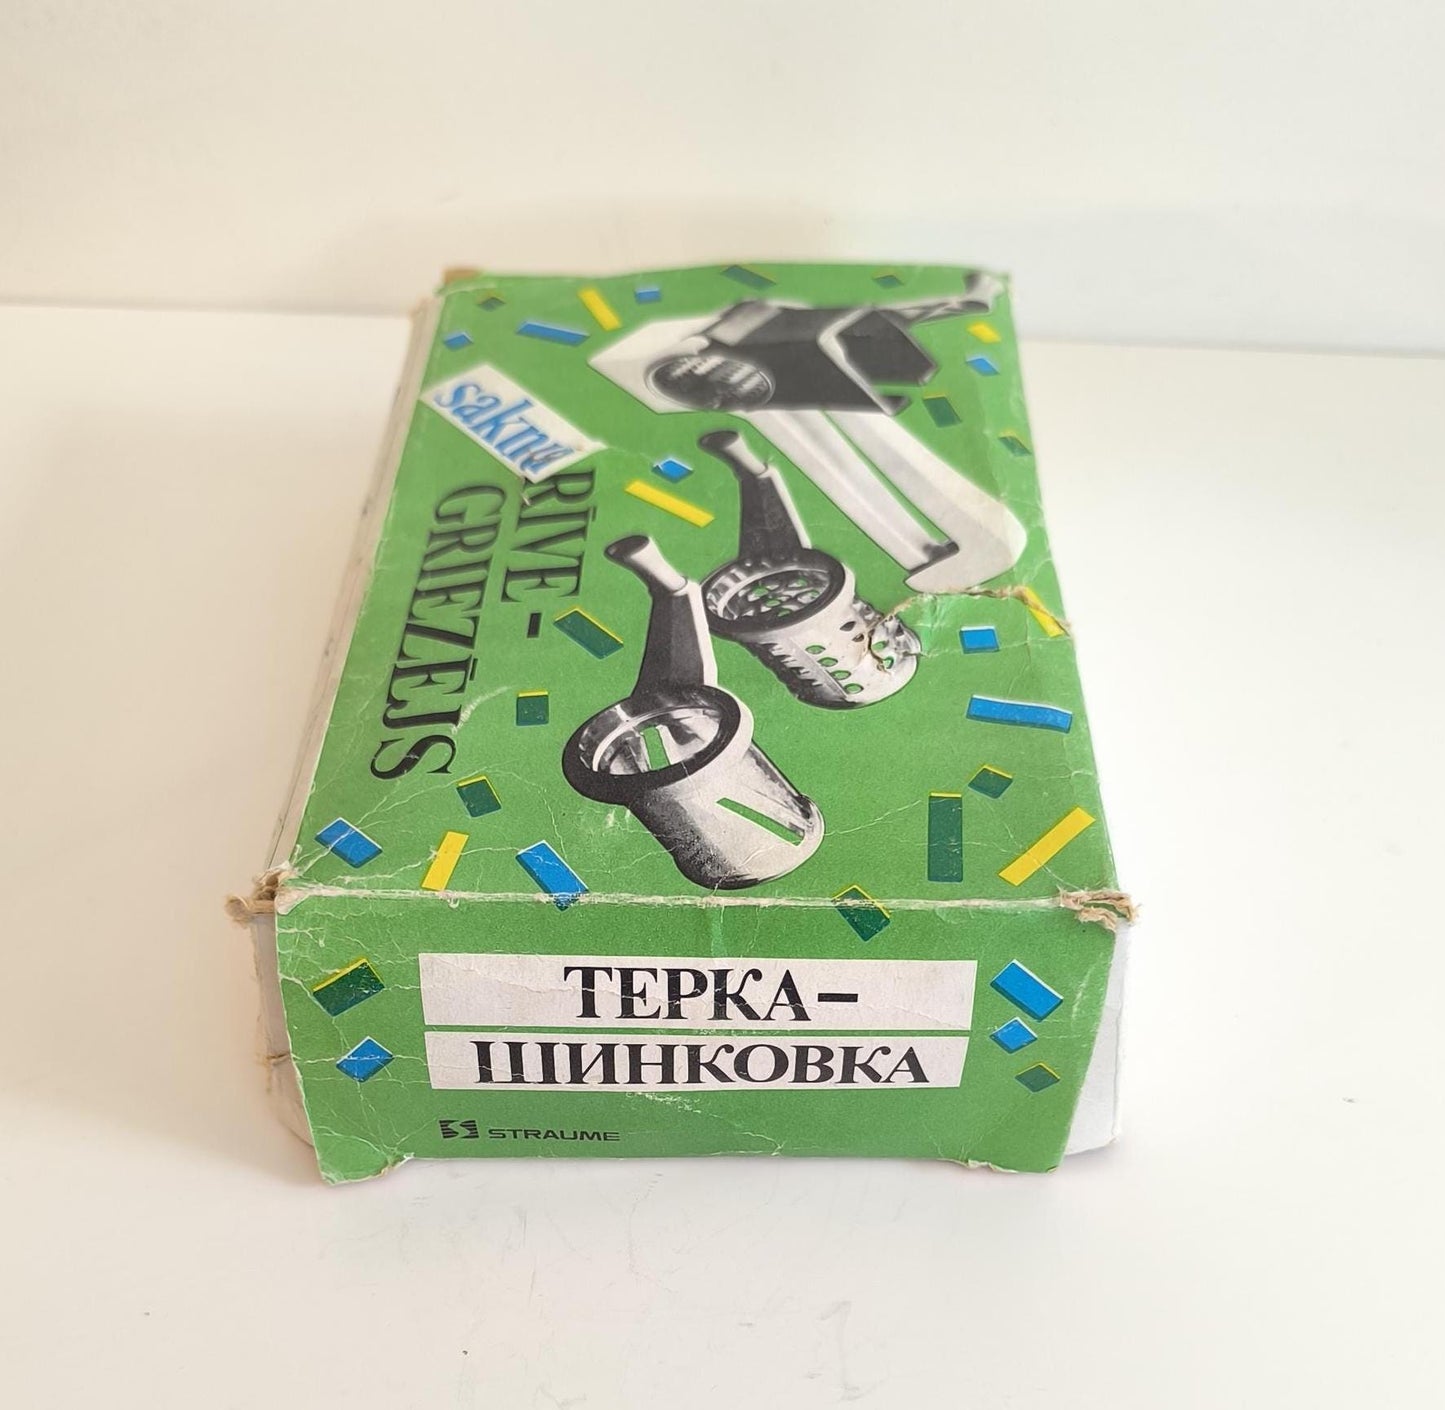 sakņu
RĪVE-
GRIEZĒJS
ТЕРКА-
ШИНКОВКА
STRAUME